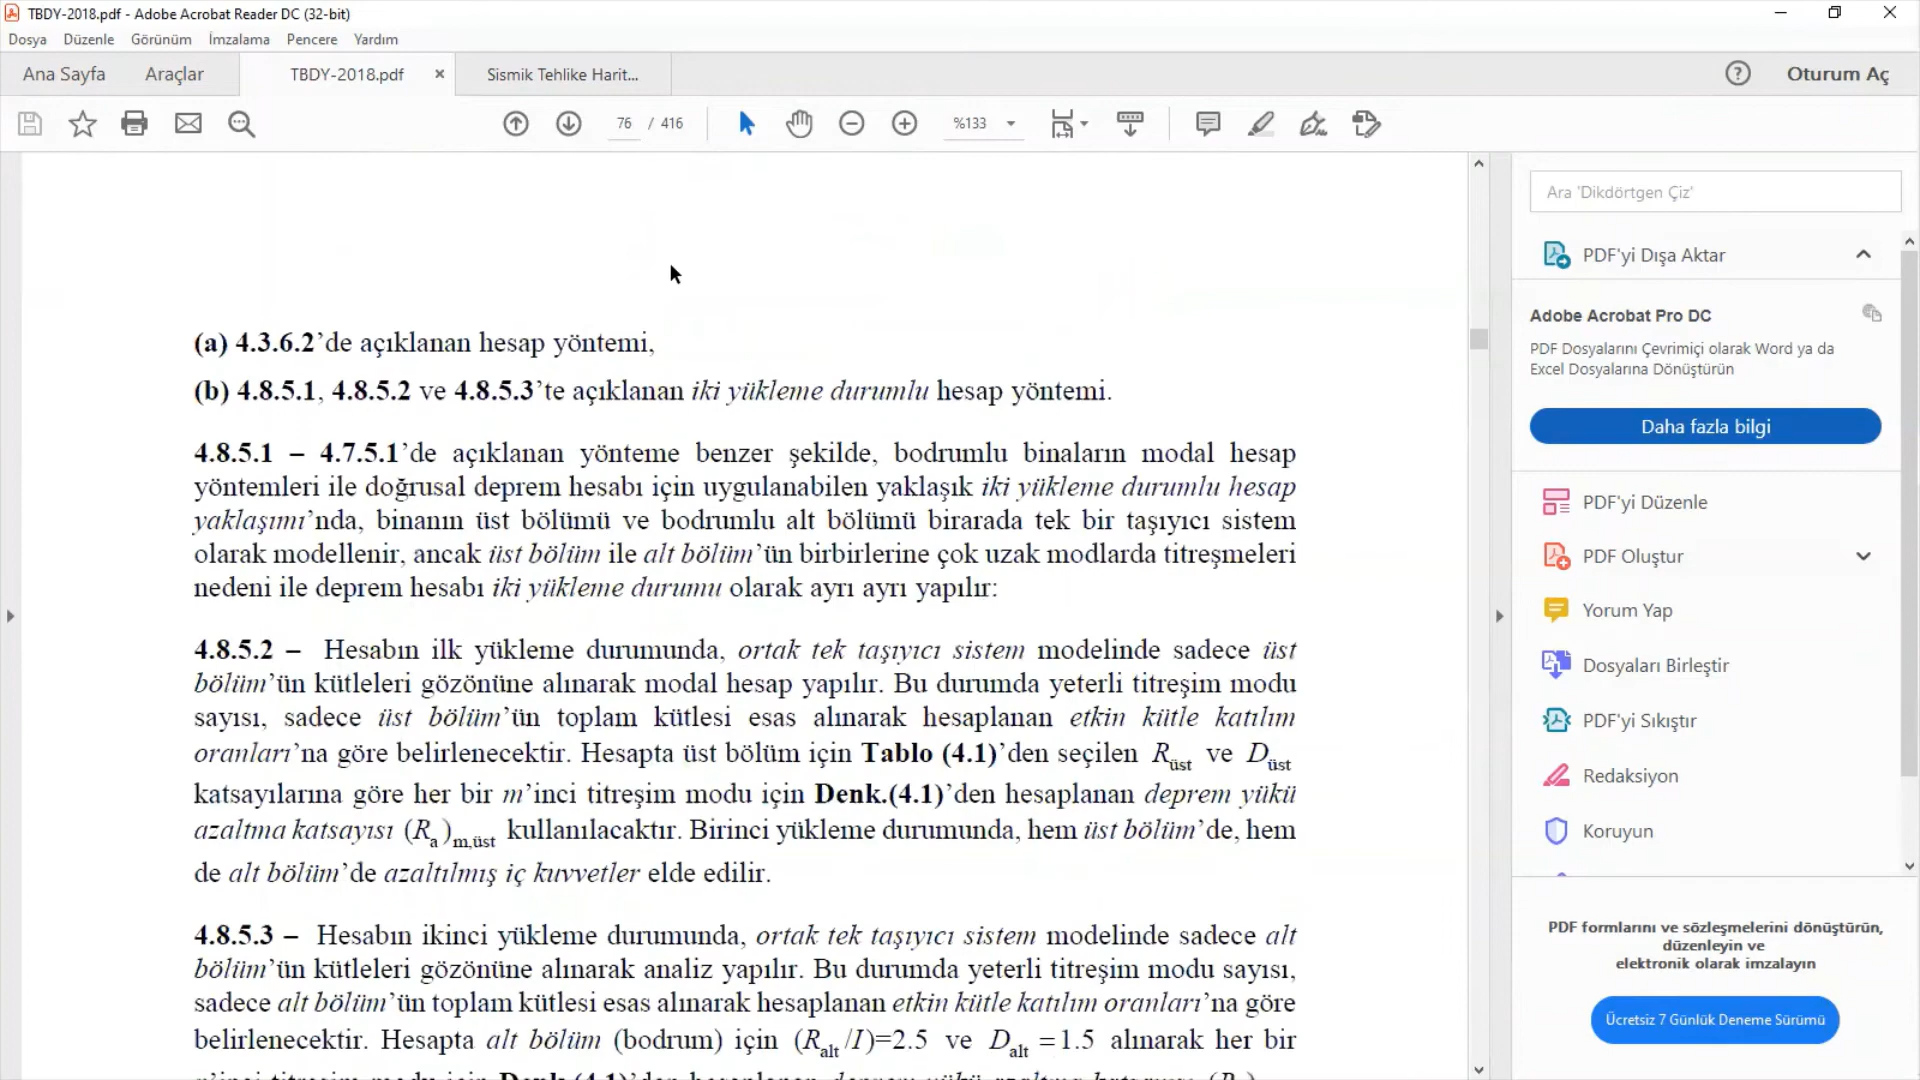 TBDY-2018.pdf - Adobe Acrobat Reader DC (32-bit)
Dosya Düzenle Görünüm İmzalama Pencere Yardım
Ana Sayfa Araçlar TBDY-2018.pdf × Sismik Tehlike Harit... Oturum Aç
76 / 416 %133
(a) 4.3.6.2’de açıklanan hesap yöntemi,
(b) 4.8.5.1, 4.8.5.2 ve 4.8.5.3’te açıklanan iki yükleme durumlu hesap yöntemi.
4.8.5.1 – 4.7.5.1’de açıklanan yönteme benzer şekilde, bodrumlu binaların modal hesap
yöntemleri ile doğrusal deprem hesabı için uygulanabilen yaklaşık iki yükleme durumlu hesap
yaklaşımı’nda, binanın üst bölümü ve bodrumlu alt bölümü birarada tek bir taşıyıcı sistem
olarak modellenir, ancak üst bölüm ile alt bölüm’ün birbirlerine çok uzak modlarda titreşmeleri
nedeni ile deprem hesabı iki yükleme durumu olarak ayrı ayrı yapılır:
4.8.5.2 – Hesabın ilk yükleme durumunda, ortak tek taşıyıcı sistem modelinde sadece üst
bölüm’ün kütleleri gözönüne alınarak modal hesap yapılır. Bu durumda yeterli titreşim modu
sayısı, sadece üst bölüm’ün toplam kütlesi esas alınarak hesaplanan etkin kütle katılım
oranları’na göre belirlenecektir. Hesapta üst bölüm için Tablo (4.1)’den seçilen Rüst ve Düst
katsayılarına göre her bir m’inci titreşim modu için Denk.(4.1)’den hesaplanan deprem yükü
azaltma katsayısı (Ra)m,üst kullanılacaktır. Birinci yükleme durumunda, hem üst bölüm’de, hem
de alt bölüm’de azaltılmış iç kuvvetler elde edilir.
4.8.5.3 – Hesabın ikinci yükleme durumunda, ortak tek taşıyıcı sistem modelinde sadece alt
bölüm’ün kütleleri gözönüne alınarak analiz yapılır. Bu durumda yeterli titreşim modu sayısı,
sadece alt bölüm’ün toplam kütlesi esas alınarak hesaplanan etkin kütle katılım oranları’na göre
belirlenecektir. Hesapta alt bölüm (bodrum) için (Ralt/I)=2.5 ve Dalt =1.5 alınarak her bir
Ara 'Dikdörtgen Çiz'
PDF'yi Dışa Aktar
Adobe Acrobat Pro DC
PDF Dosyalarını Çevrimiçi olarak Word ya da
Excel Dosyalarına Dönüştürün
Daha fazla bilgi
PDF'yi Düzenle
PDF Oluştur
Yorum Yap
Dosyaları Birleştir
PDF'yi Sıkıştır
Redaksiyon
Koruyun
PDF formlarını ve sözleşmelerini dönüştürün,
düzenleyin ve
elektronik olarak imzalayın
Ücretsiz 7 Günlük Deneme Sürümü